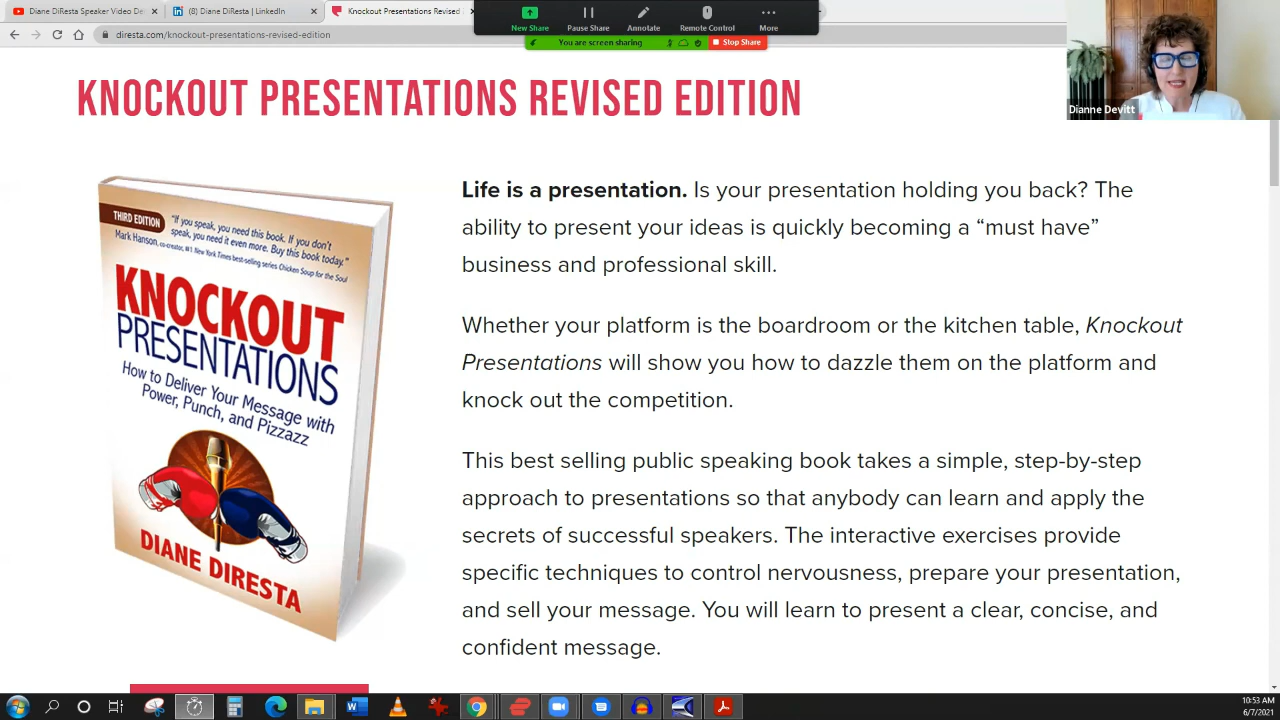 Diane DiResta Speaker Video De
(8) Diane DiResta | LinkedIn
Knockout Presentations Revised
diresta.com/knockout-presentations-revised-edition
New Share
Pause Share
Annotate
Remote Control
More
You are screen sharing
Stop Share
Dianne Devitt
KNOCKOUT PRESENTATIONS REVISED EDITION
THIRD EDITION
"If you speak, you need this book. If you don't
speak, you need it even more. Buy this book today."
Mark Hanson, co-creator, #1 New York Times best-selling series Chicken Soup for the Soul
KNOCKOUT
PRESENTATIONS
How to Deliver Your Message with
Power, Punch, and Pizzazz
DIANE DIRESTA
Life is a presentation. Is your presentation holding you back? The
ability to present your ideas is quickly becoming a “must have”
business and professional skill.
Whether your platform is the boardroom or the kitchen table, Knockout
Presentations will show you how to dazzle them on the platform and
knock out the competition.
This best selling public speaking book takes a simple, step-by-step
approach to presentations so that anybody can learn and apply the
secrets of successful speakers. The interactive exercises provide
specific techniques to control nervousness, prepare your presentation,
and sell your message. You will learn to present a clear, concise, and
confident message.
10:53 AM
6/7/2021